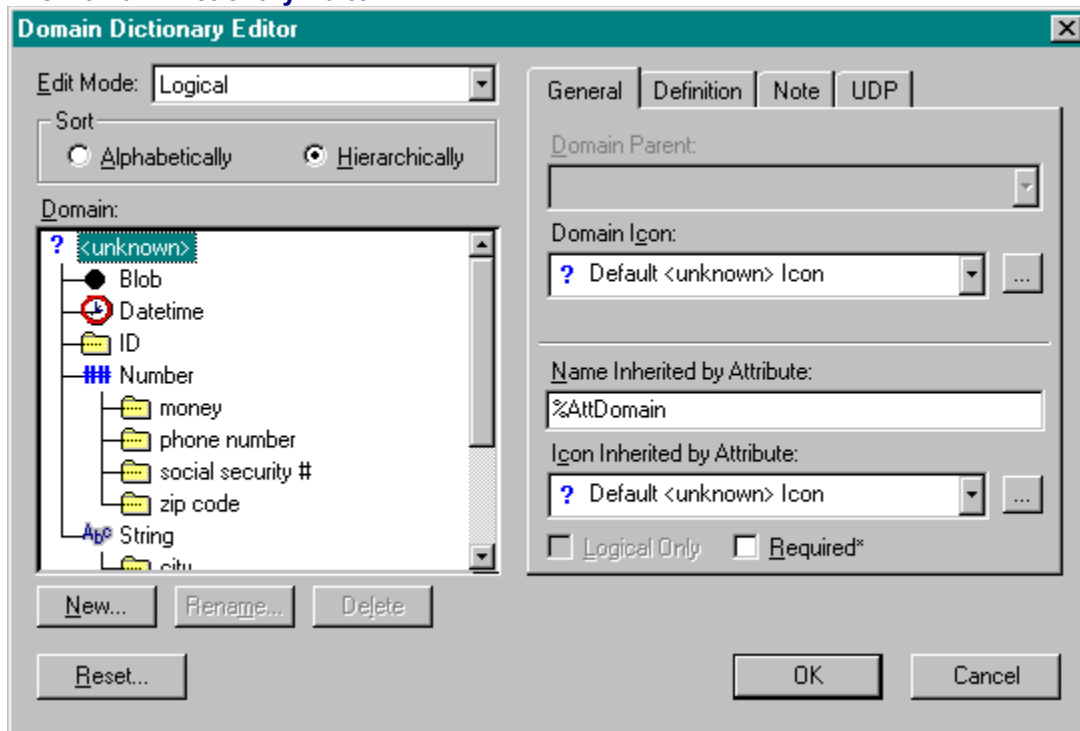 Domain Dictionary Editor
Edit Mode: Logical
Sort
Alphabetically Hierarchically
Domain:
? <unknown>
Blob
Datetime
ID
## Number
money
phone number
social security #
zip code
Abc String
city
New... Rename... Delete
Reset...
General Definition Note UDP
Domain Parent:
Domain Icon:
? Default <unknown> Icon ...
Name Inherited by Attribute:
%AttDomain
Icon Inherited by Attribute:
? Default <unknown> Icon ...
Logical Only Required*
OK Cancel